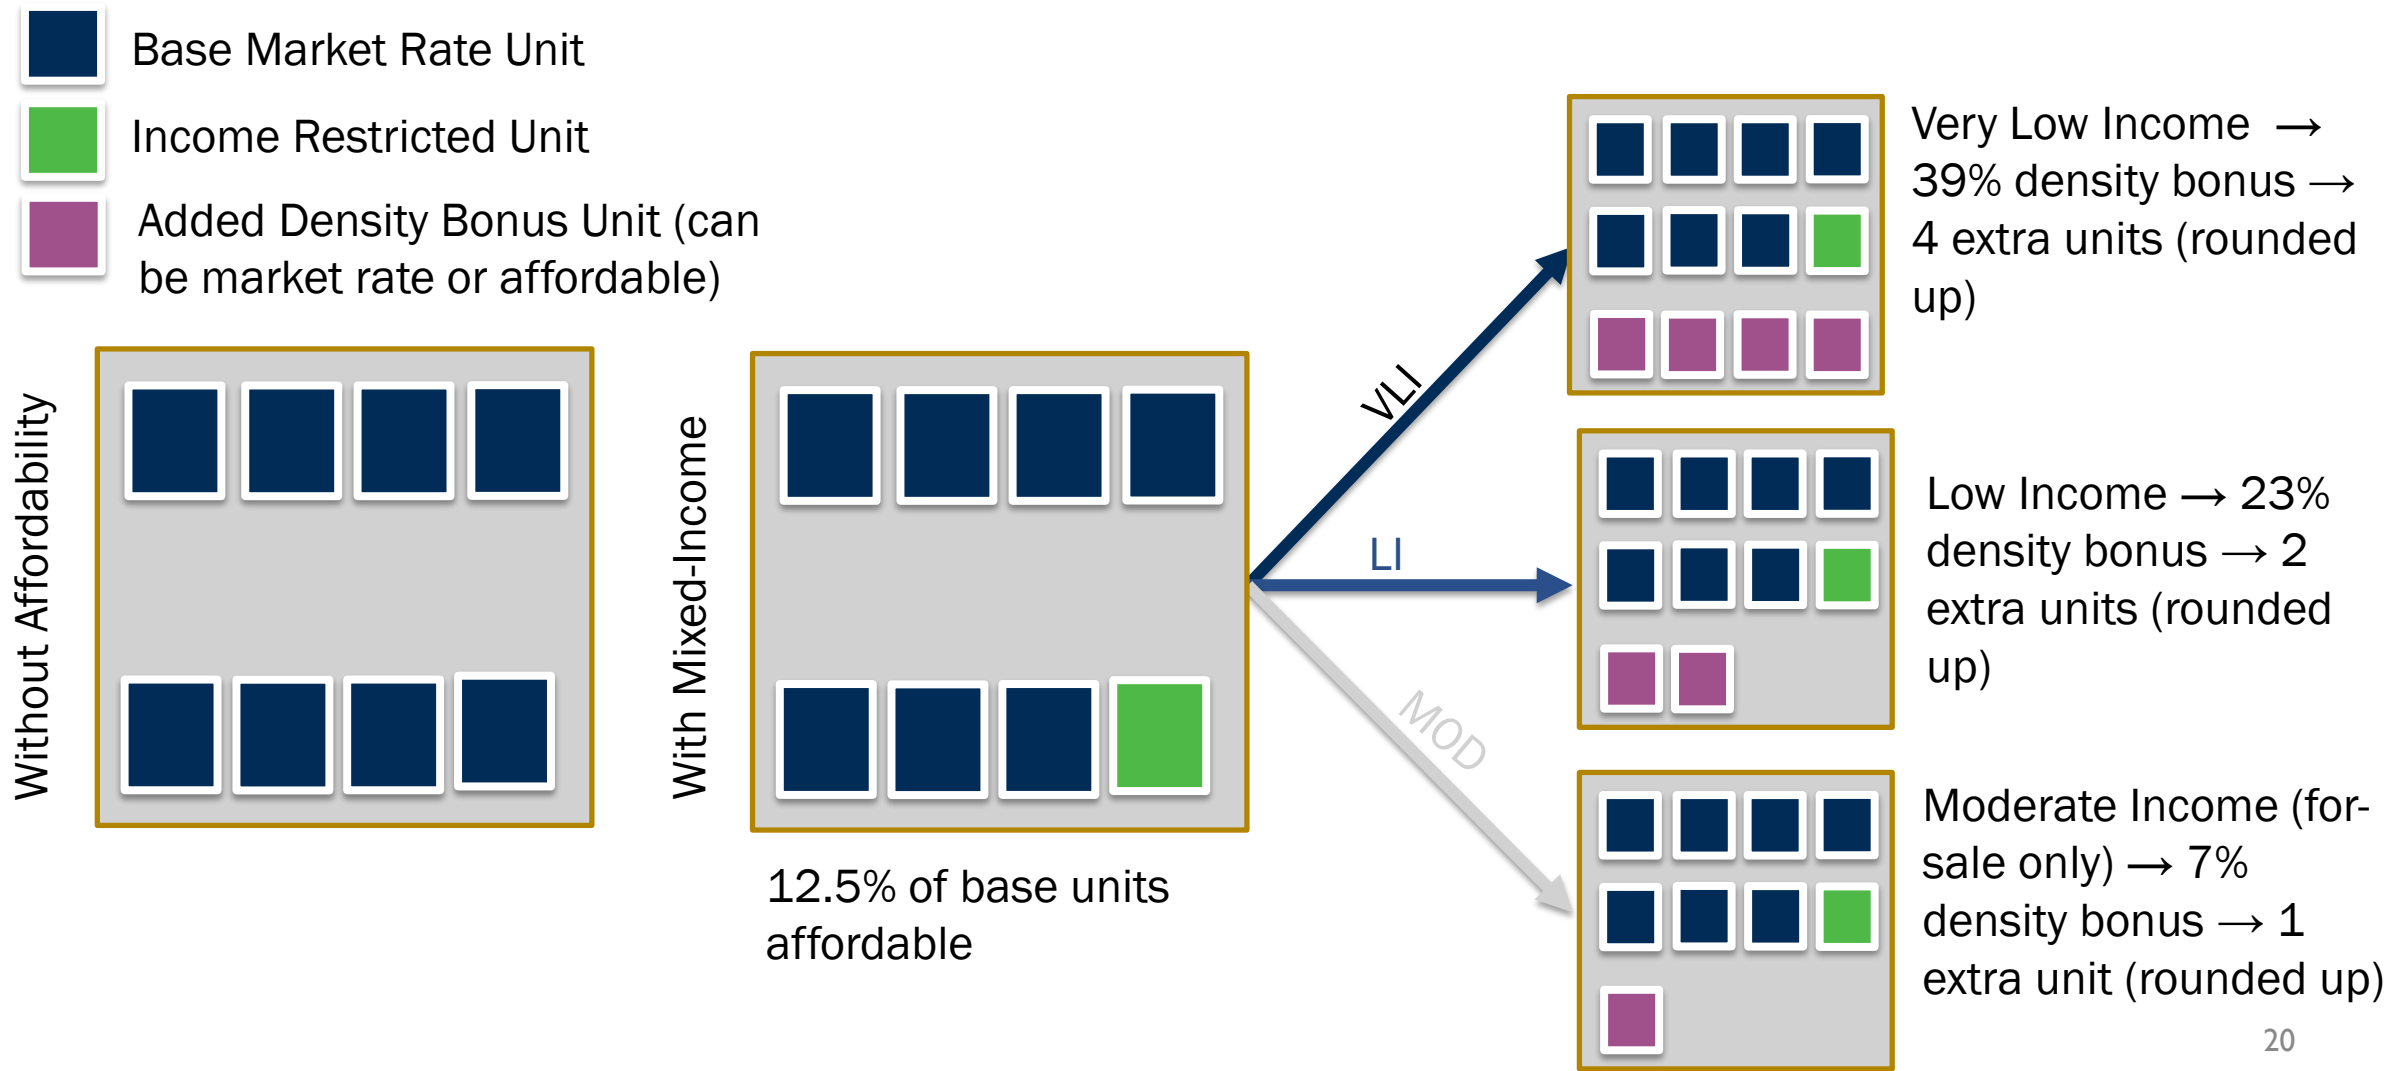 Base Market Rate Unit
Income Restricted Unit
Added Density Bonus Unit (can
be market rate or affordable)
Without Affordability
With Mixed-Income
12.5% of base units
affordable
VLI
LI
MOD
Very Low Income →
39% density bonus →
4 extra units (rounded
up)
Low Income → 23%
density bonus → 2
extra units (rounded
up)
Moderate Income (for-
sale only) → 7%
density bonus → 1
extra unit (rounded up)
20